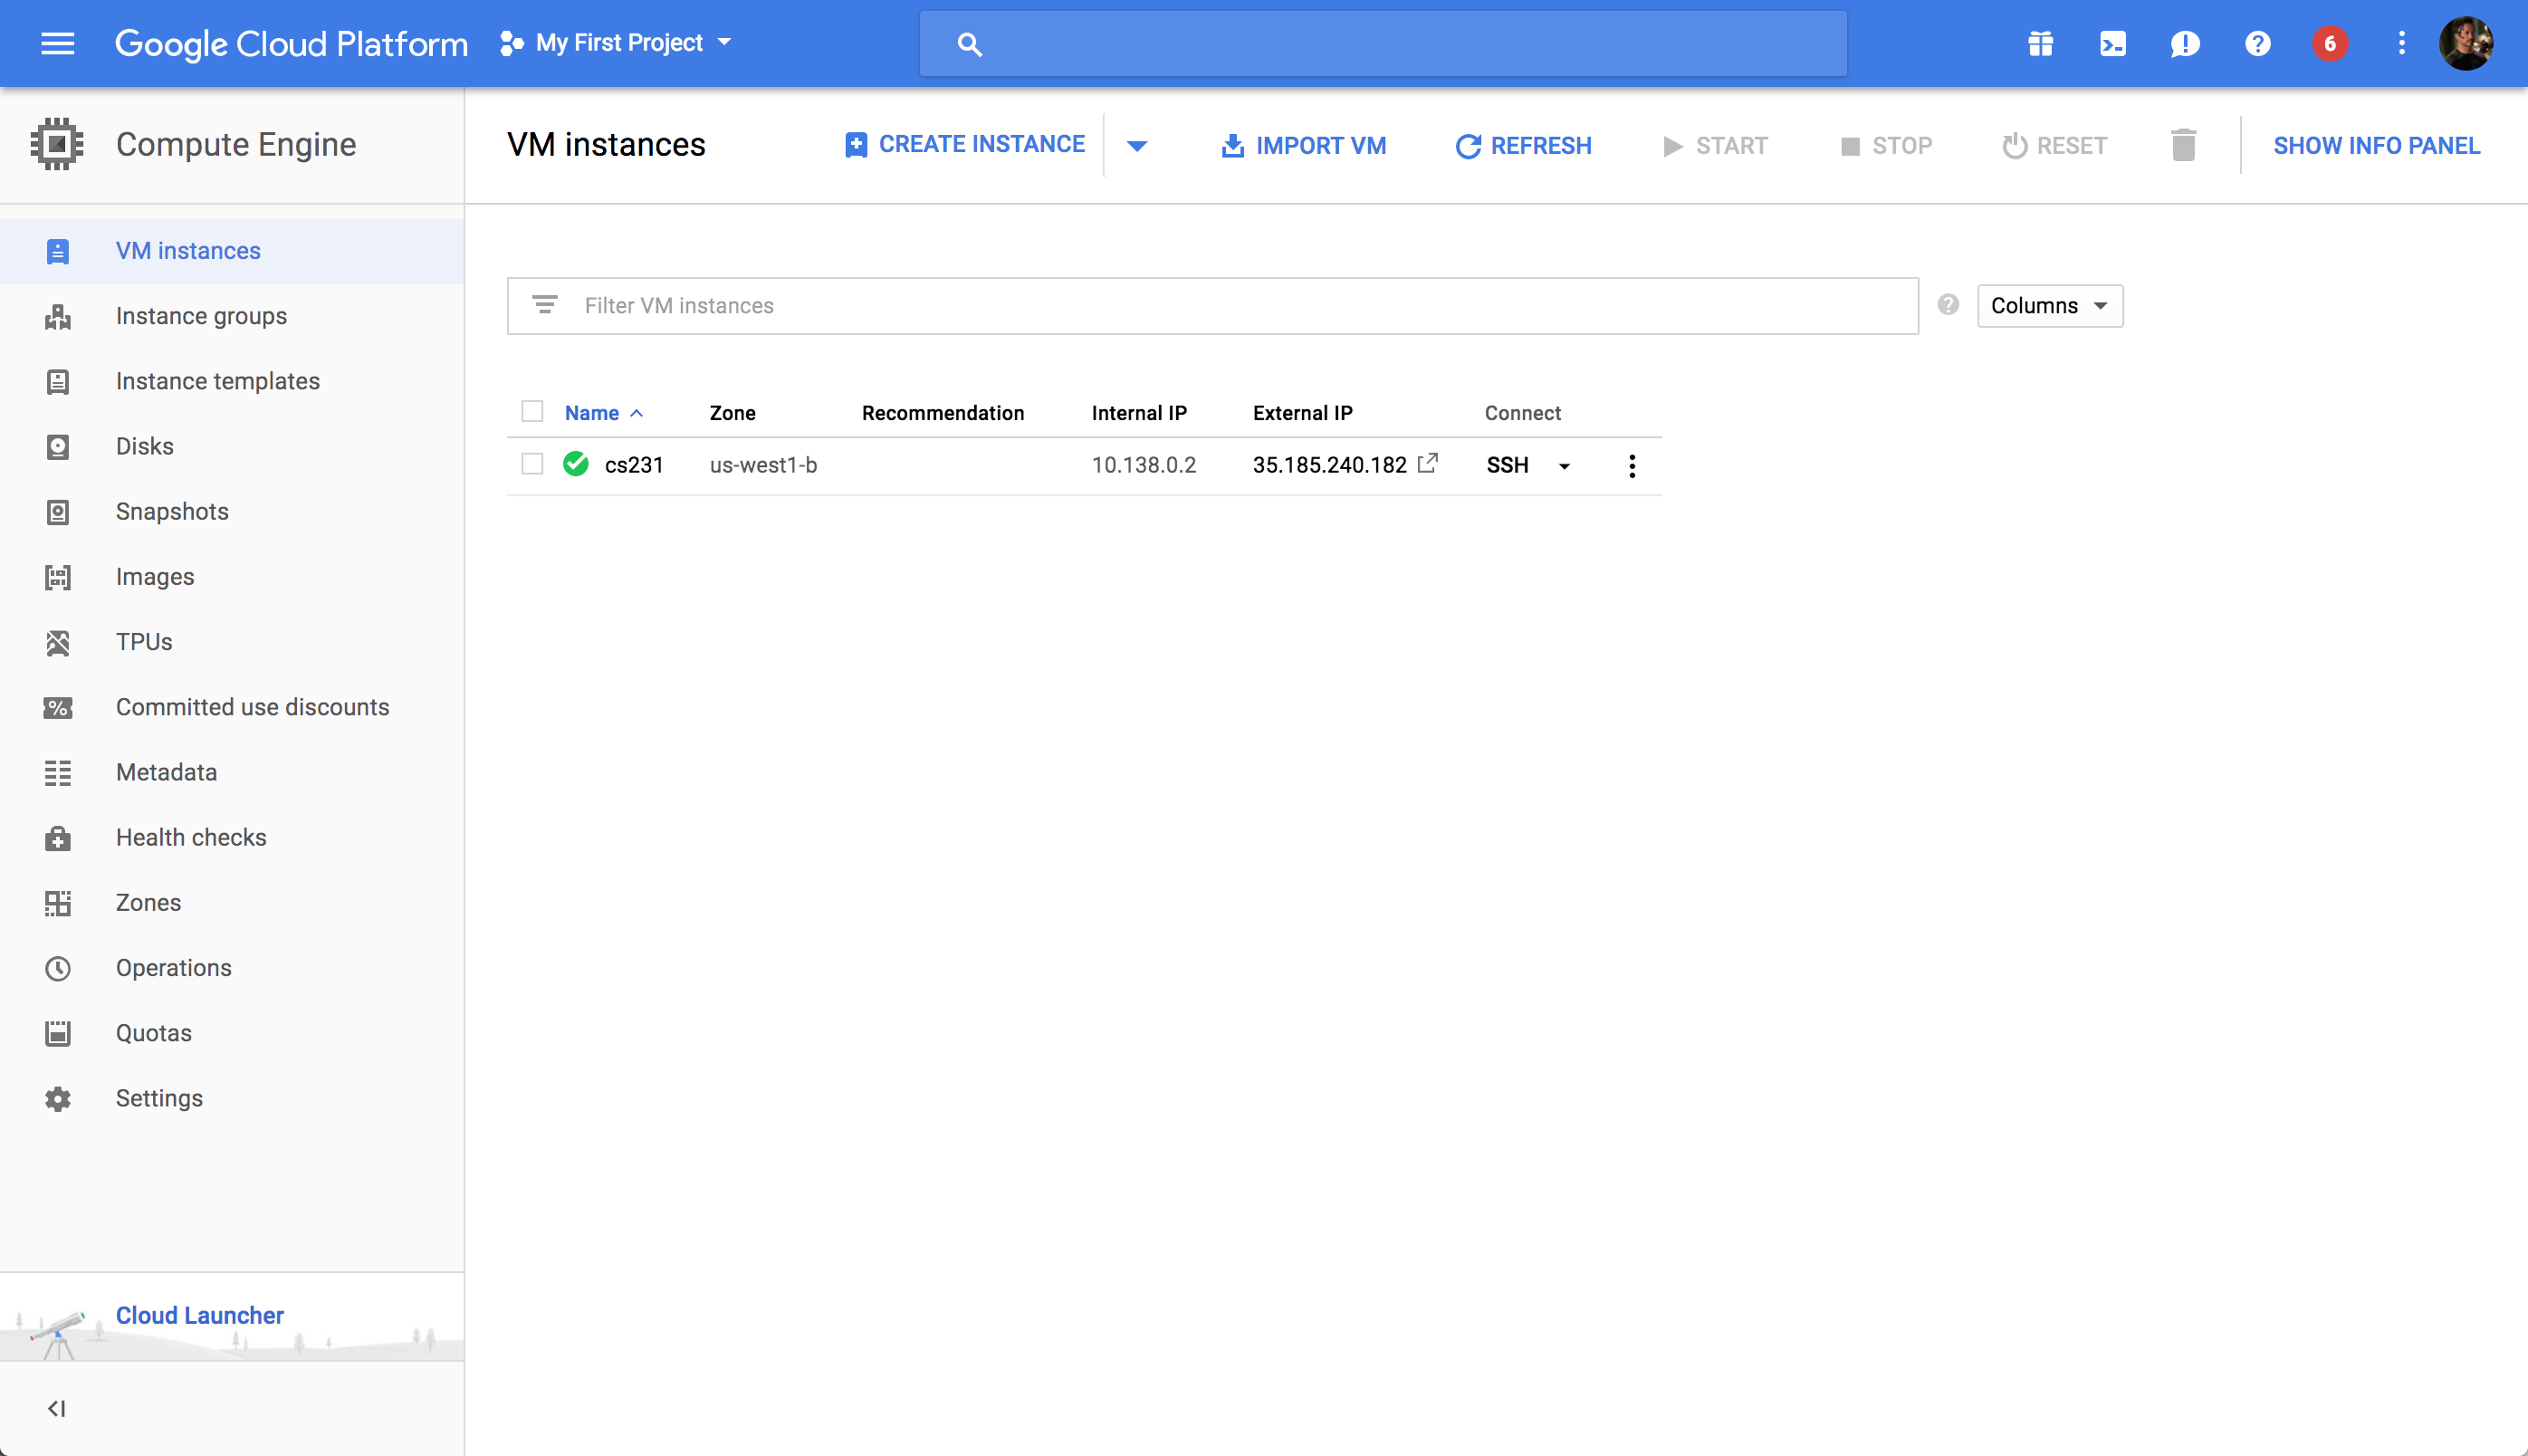 Google Cloud Platform My First Project 6
Compute Engine
VM instances
Instance groups
Instance templates
Disks
Snapshots
Images
TPUs
% Committed use discounts
Metadata
Health checks
Zones
Operations
Quotas
Settings
Cloud Launcher
VM instances CREATE INSTANCE IMPORT VM REFRESH START STOP RESET SHOW INFO PANEL
Filter VM instances ? Columns
Name Zone Recommendation Internal IP External IP Connect
cs231 us-west1-b 10.138.0.2 35.185.240.182 SSH